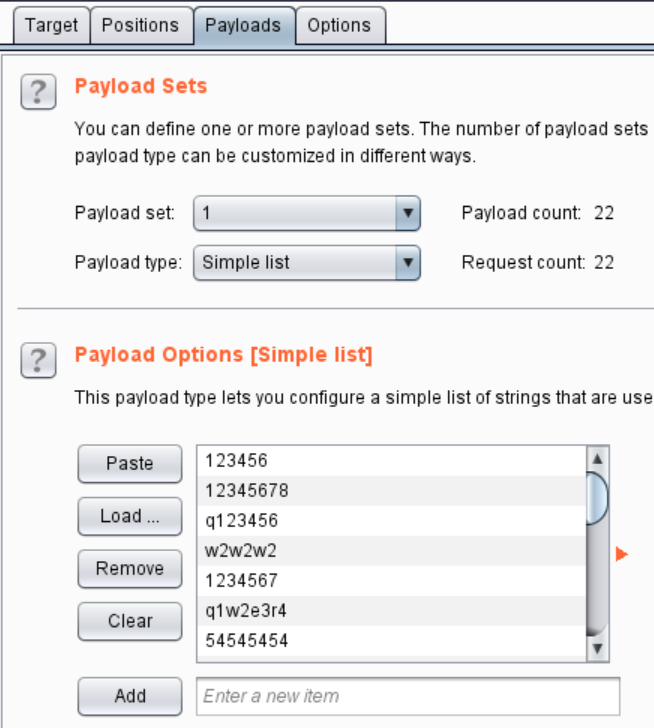 Target Positions Payloads Options
? Payload Sets
You can define one or more payload sets. The number of payload sets
payload type can be customized in different ways.
Payload set: 1 Payload count: 22
Payload type: Simple list Request count: 22
? Payload Options [Simple list]
This payload type lets you configure a simple list of strings that are use
Paste
Load ...
Remove
Clear
123456
12345678
q123456
w2w2w2
1234567
q1w2e3r4
54545454
Add Enter a new item